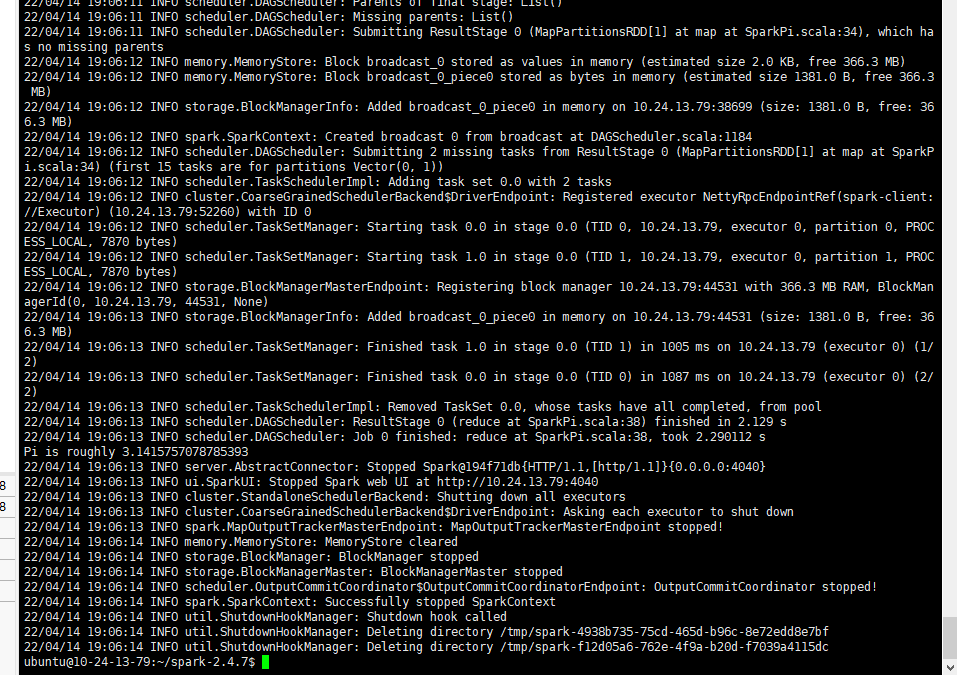 22/04/14 19:06:11 INFO scheduler.DAGScheduler: Parents of final stage: List()
22/04/14 19:06:11 INFO scheduler.DAGScheduler: Missing parents: List()
22/04/14 19:06:11 INFO scheduler.DAGScheduler: Submitting ResultStage 0 (MapPartitionsRDD[1] at map at SparkPi.scala:34), which ha
s no missing parents
22/04/14 19:06:12 INFO memory.MemoryStore: Block broadcast_0 stored as values in memory (estimated size 2.0 KB, free 366.3 MB)
22/04/14 19:06:12 INFO memory.MemoryStore: Block broadcast_0_piece0 stored as bytes in memory (estimated size 1381.0 B, free 366.3
 MB)
22/04/14 19:06:12 INFO storage.BlockManagerInfo: Added broadcast_0_piece0 in memory on 10.24.13.79:38699 (size: 1381.0 B, free: 36
6.3 MB)
22/04/14 19:06:12 INFO spark.SparkContext: Created broadcast 0 from broadcast at DAGScheduler.scala:1184
22/04/14 19:06:12 INFO scheduler.DAGScheduler: Submitting 2 missing tasks from ResultStage 0 (MapPartitionsRDD[1] at map at SparkP
i.scala:34) (first 15 tasks are for partitions Vector(0, 1))
22/04/14 19:06:12 INFO scheduler.TaskSchedulerImpl: Adding task set 0.0 with 2 tasks
22/04/14 19:06:12 INFO cluster.CoarseGrainedSchedulerBackend$DriverEndpoint: Registered executor NettyRpcEndpointRef(spark-client:
//Executor) (10.24.13.79:52260) with ID 0
22/04/14 19:06:12 INFO scheduler.TaskSetManager: Starting task 0.0 in stage 0.0 (TID 0, 10.24.13.79, executor 0, partition 0, PROC
ESS_LOCAL, 7870 bytes)
22/04/14 19:06:12 INFO scheduler.TaskSetManager: Starting task 1.0 in stage 0.0 (TID 1, 10.24.13.79, executor 0, partition 1, PROC
ESS_LOCAL, 7870 bytes)
22/04/14 19:06:12 INFO storage.BlockManagerMasterEndpoint: Registering block manager 10.24.13.79:44531 with 366.3 MB RAM, BlockMan
agerId(0, 10.24.13.79, 44531, None)
22/04/14 19:06:13 INFO storage.BlockManagerInfo: Added broadcast_0_piece0 in memory on 10.24.13.79:44531 (size: 1381.0 B, free: 36
6.3 MB)
22/04/14 19:06:13 INFO scheduler.TaskSetManager: Finished task 1.0 in stage 0.0 (TID 1) in 1005 ms on 10.24.13.79 (executor 0) (1/
2)
22/04/14 19:06:13 INFO scheduler.TaskSetManager: Finished task 0.0 in stage 0.0 (TID 0) in 1087 ms on 10.24.13.79 (executor 0) (2/
2)
22/04/14 19:06:13 INFO scheduler.TaskSchedulerImpl: Removed TaskSet 0.0, whose tasks have all completed, from pool
22/04/14 19:06:13 INFO scheduler.DAGScheduler: ResultStage 0 (reduce at SparkPi.scala:38) finished in 2.129 s
22/04/14 19:06:13 INFO scheduler.DAGScheduler: Job 0 finished: reduce at SparkPi.scala:38, took 2.290112 s
Pi is roughly 3.1415757078785393
22/04/14 19:06:13 INFO server.AbstractConnector: Stopped Spark@194f71db{HTTP/1.1,[http/1.1]}{0.0.0.0:4040}
22/04/14 19:06:13 INFO ui.SparkUI: Stopped Spark web UI at http://10.24.13.79:4040
22/04/14 19:06:13 INFO cluster.StandaloneSchedulerBackend: Shutting down all executors
22/04/14 19:06:13 INFO cluster.CoarseGrainedSchedulerBackend$DriverEndpoint: Asking each executor to shut down
22/04/14 19:06:13 INFO spark.MapOutputTrackerMasterEndpoint: MapOutputTrackerMasterEndpoint stopped!
22/04/14 19:06:14 INFO memory.MemoryStore: MemoryStore cleared
22/04/14 19:06:14 INFO storage.BlockManager: BlockManager stopped
22/04/14 19:06:14 INFO storage.BlockManagerMaster: BlockManagerMaster stopped
22/04/14 19:06:14 INFO scheduler.OutputCommitCoordinator$OutputCommitCoordinatorEndpoint: OutputCommitCoordinator stopped!
22/04/14 19:06:14 INFO spark.SparkContext: Successfully stopped SparkContext
22/04/14 19:06:14 INFO util.ShutdownHookManager: Shutdown hook called
22/04/14 19:06:14 INFO util.ShutdownHookManager: Deleting directory /tmp/spark-4938b735-75cd-465d-b96c-8e72edd8e7bf
22/04/14 19:06:14 INFO util.ShutdownHookManager: Deleting directory /tmp/spark-f12d05a6-762e-4f9a-b20d-f7039a4115dc
ubuntu@10-24-13-79:~/spark-2.4.7$
8
8